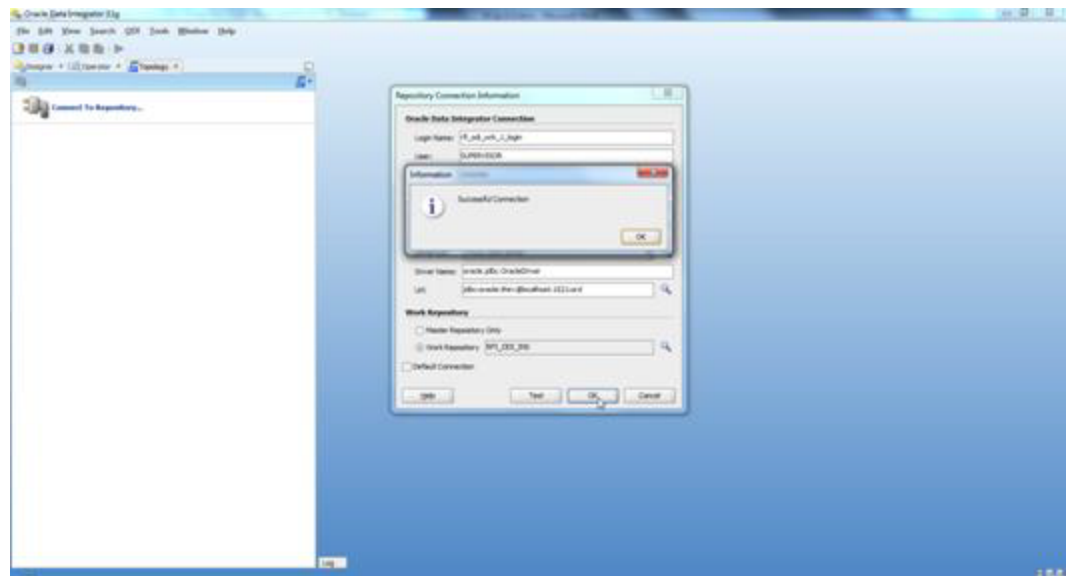 Oracle Data Integrator 11g
File Edit View Search ODI Tools Window Help
Designer Operator Topology
Connect To Repository...
Repository Connection Information
Oracle Data Integrator Connection
Login Name:
User: SUPERVISOR
Information
Successful Connection
OK
Driver Name: oracle.jdbc.OracleDriver
Url:
Work Repository
Master Repository Only
Work Repository
Default Connection
Help Test OK Cancel
Log